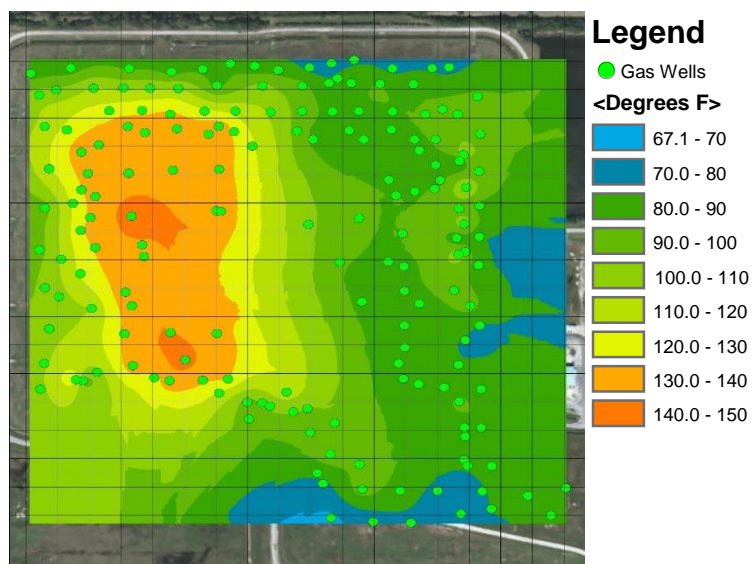 Legend
Gas Wells
<Degrees F>
67.1 - 70
70.0 - 80
80.0 - 90
90.0 - 100
100.0 - 110
110.0 - 120
120.0 - 130
130.0 - 140
140.0 - 150